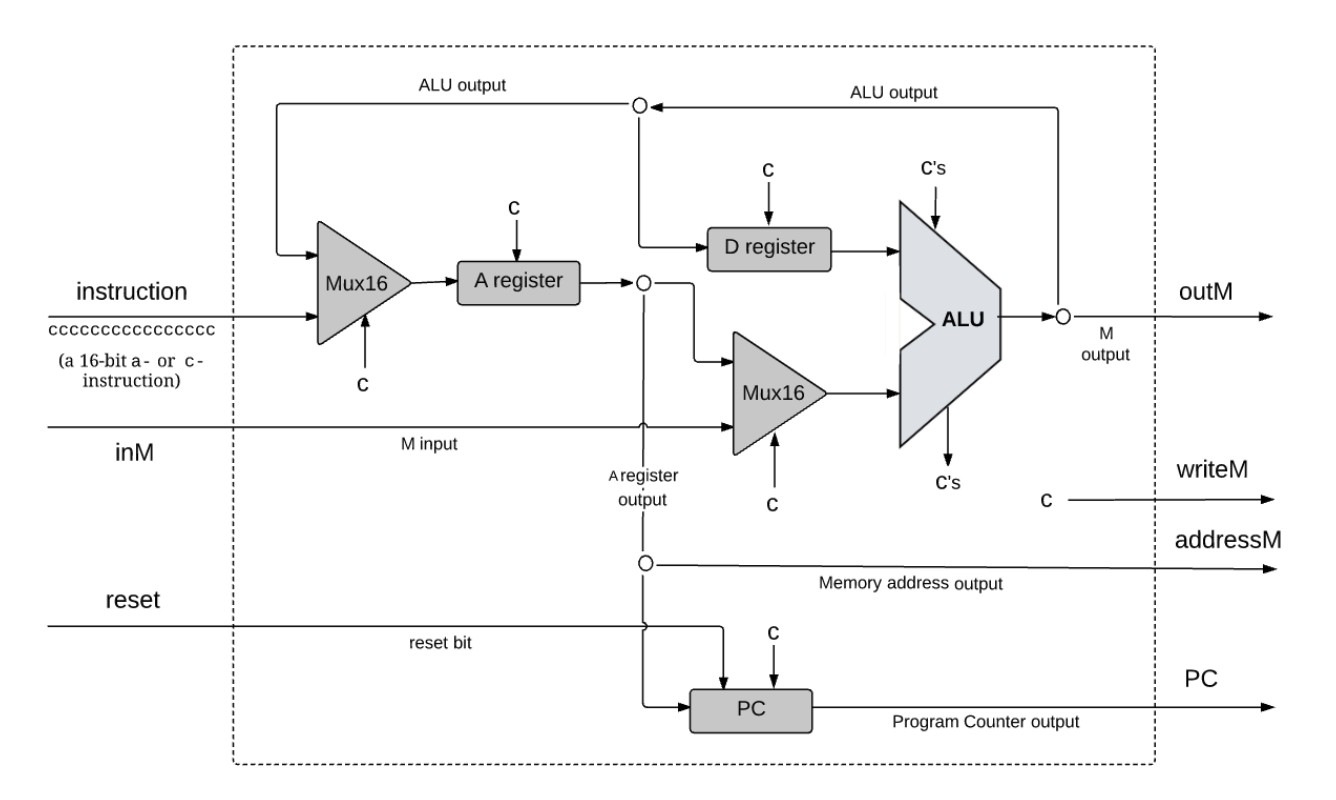 ALU output
ALU output
c
c's
c
D register
Mux16
A register
instruction
cccccccccccccccc
(a 16-bit a- or c-
instruction)
c
ALU
outM
M
output
Mux16
inM
M input
A register
output
c
c's
writeM
c
addressM
Memory address output
reset
reset bit
c
PC
PC
Program Counter output